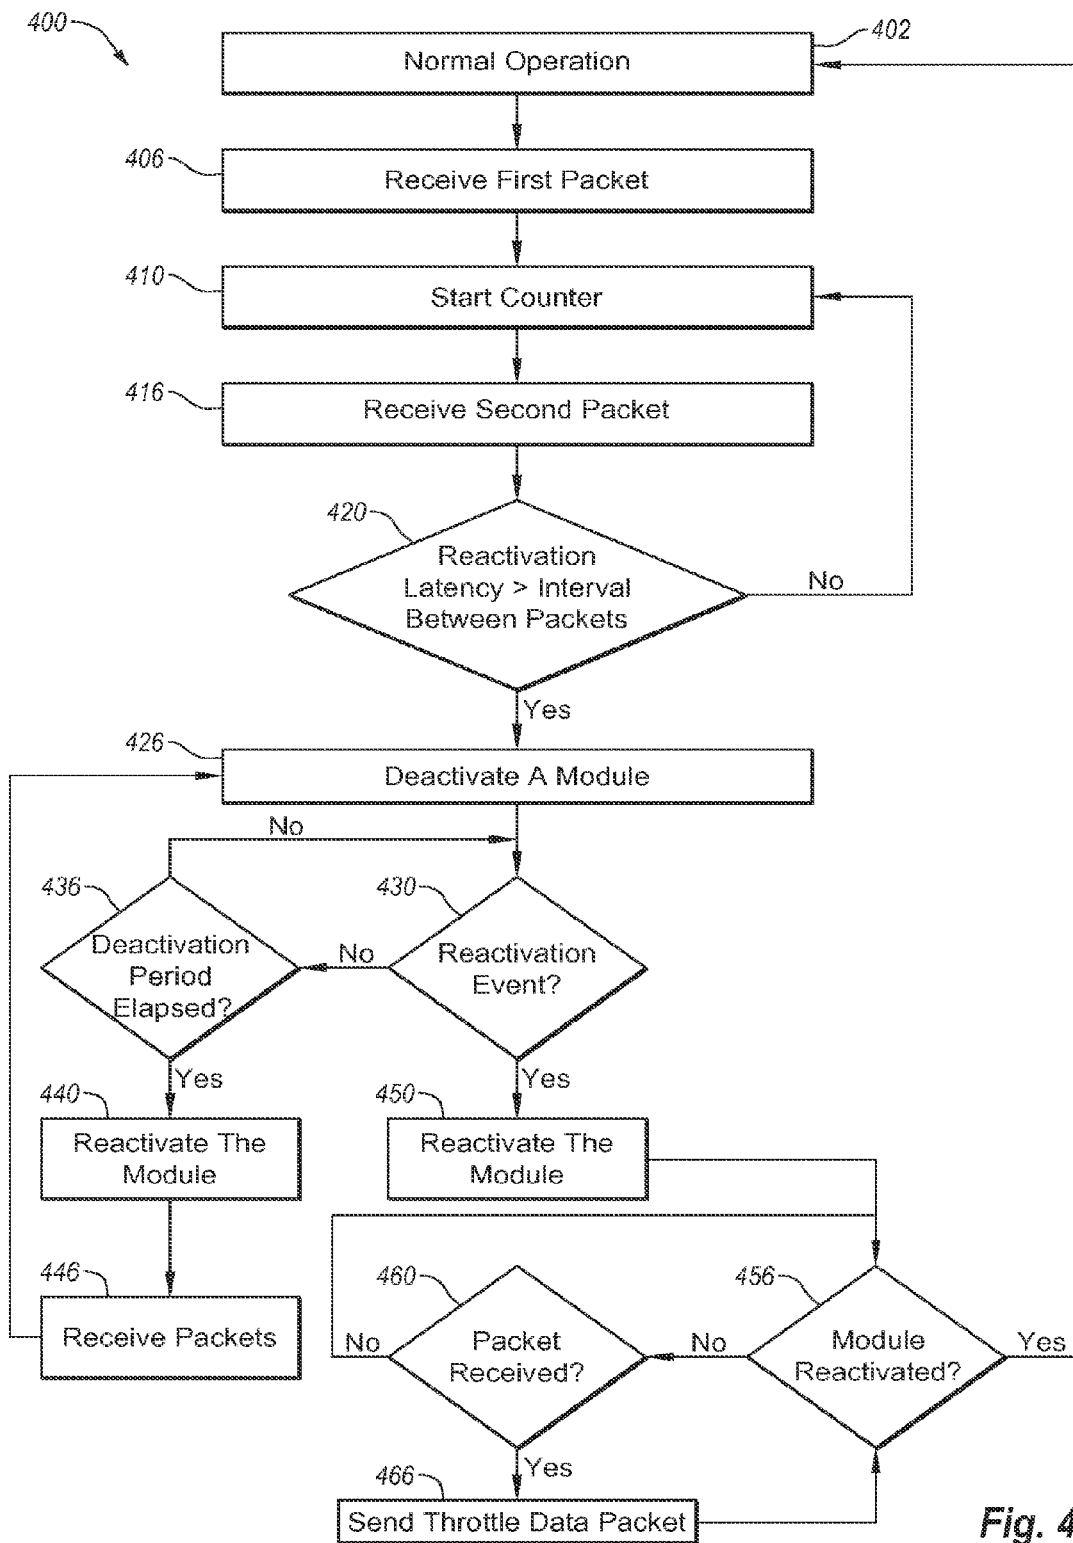 400
402
Normal Operation
406
Receive First Packet
410
Start Counter
416
Receive Second Packet
420
Reactivation
Latency > Interval
Between Packets
No
Yes
426
Deactivate A Module
No
436
430
Deactivation
Period
Elapsed?
No
Reactivation
Event?
Yes
Yes
440
450
Reactivate The
Module
Reactivate The
Module
446
460
456
Receive Packets
No
Packet
Received?
No
Module
Reactivated?
Yes
Yes
466
Send Throttle Data Packet
Fig. 4